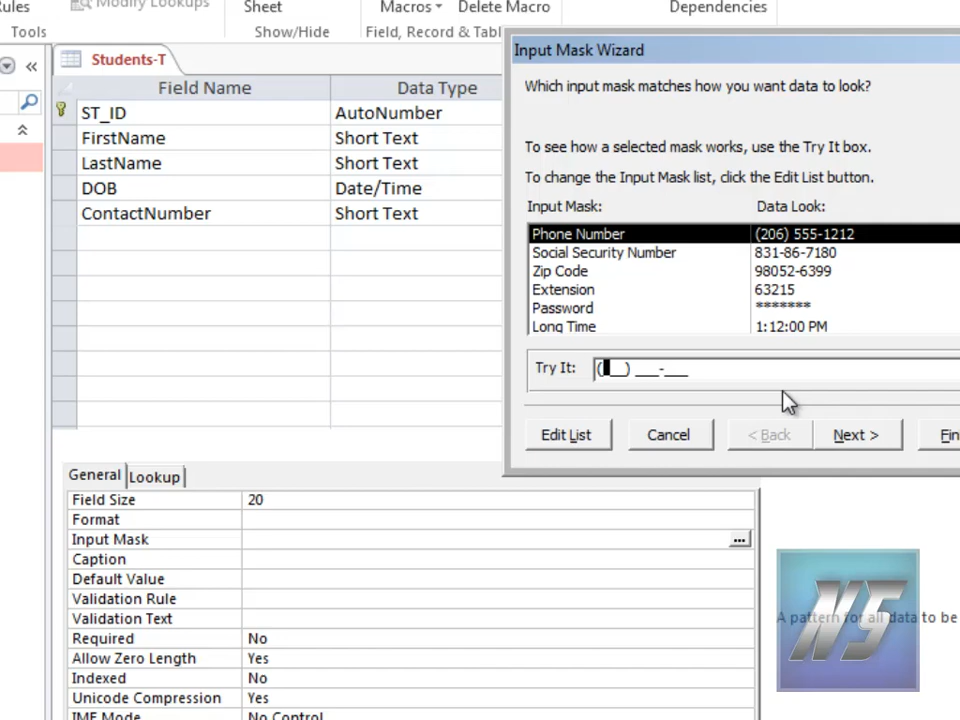 Rules
Modify Lookups
Sheet
Macros
Delete Macro
Dependencies
Tools
Show/Hide
Field, Record & Tabl
Students-T
Field Name
Data Type
ST_ID
AutoNumber
FirstName
Short Text
LastName
Short Text
DOB
Date/Time
ContactNumber
Short Text
Input Mask Wizard
Which input mask matches how you want data to look?
To see how a selected mask works, use the Try It box.
To change the Input Mask list, click the Edit List button.
Input Mask:
Data Look:
Phone Number
(206) 555-1212
Social Security Number
831-86-7180
Zip Code
98052-6399
Extension
63215
Password
*******
Long Time
1:12:00 PM
Try It:
(___) ___-___
Edit List
Cancel
< Back
Next >
Fin
General
Lookup
Field Size
20
Format
Input Mask
...
Caption
Default Value
Validation Rule
Validation Text
Required
No
Allow Zero Length
Yes
Indexed
No
Unicode Compression
Yes
IME Mode
No Control
A pattern for all data to be
NS